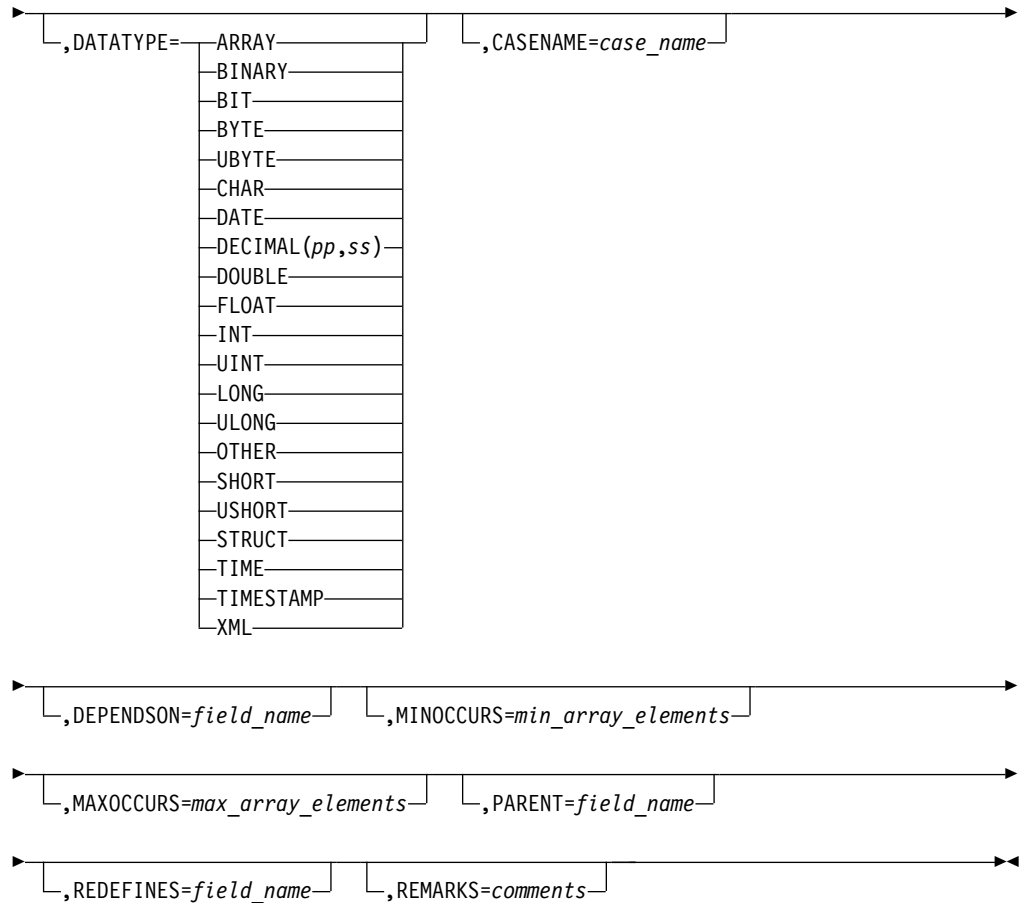 ,DATATYPE= ARRAY ,CASENAME=case_name
BINARY
BIT
BYTE
UBYTE
CHAR
DATE
DECIMAL(pp,ss)
DOUBLE
FLOAT
INT
UINT
LONG
ULONG
OTHER
SHORT
USHORT
STRUCT
TIME
TIMESTAMP
XML
,DEPENDSON=field_name ,MINOCCURS=min_array_elements
,MAXOCCURS=max_array_elements ,PARENT=field_name
,REDEFINES=field_name ,REMARKS=comments